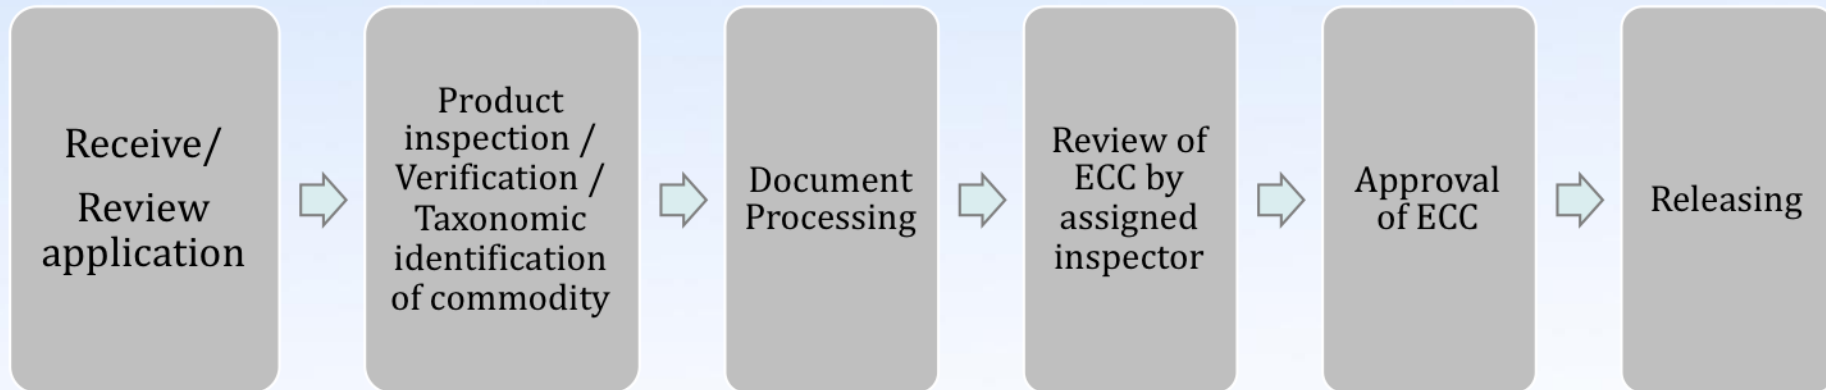 Receive/
Review
application
Product
inspection /
Verification /
Taxonomic
identification
of commodity
Document
Processing
Review of
ECC by
assigned
inspector
Approval
of ECC
Releasing